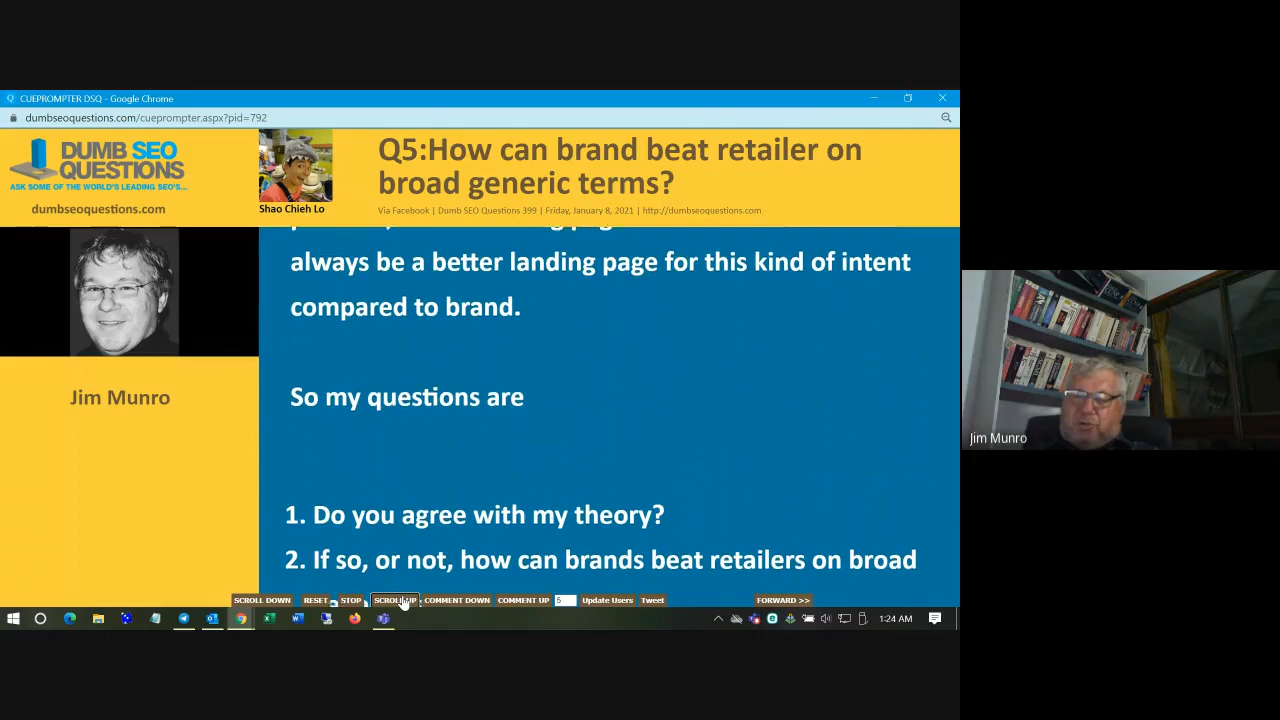 CUEPROMPTER DSQ - Google Chrome
dumbseoquestions.com/cueprompter.aspx?pid=792
DUMB SEO
QUESTIONS
ASK SOME OF THE WORLD'S LEADING SEO'S...
dumbseoquestions.com
Shao Chieh Lo
Q5:How can brand beat retailer on
broad generic terms?
Via Facebook | Dumb SEO Questions 399 | Friday, January 8, 2021 | http://dumbseoquestions.com
Jim Munro
always be a better landing page for this kind of intent
compared to brand.
So my questions are
1. Do you agree with my theory?
2. If so, or not, how can brands beat retailers on broad
SCROLL DOWN RESET STOP SCROLL UP COMMENT DOWN COMMENT UP 5 Update Users Tweet FORWARD >>
1:24 AM
Jim Munro